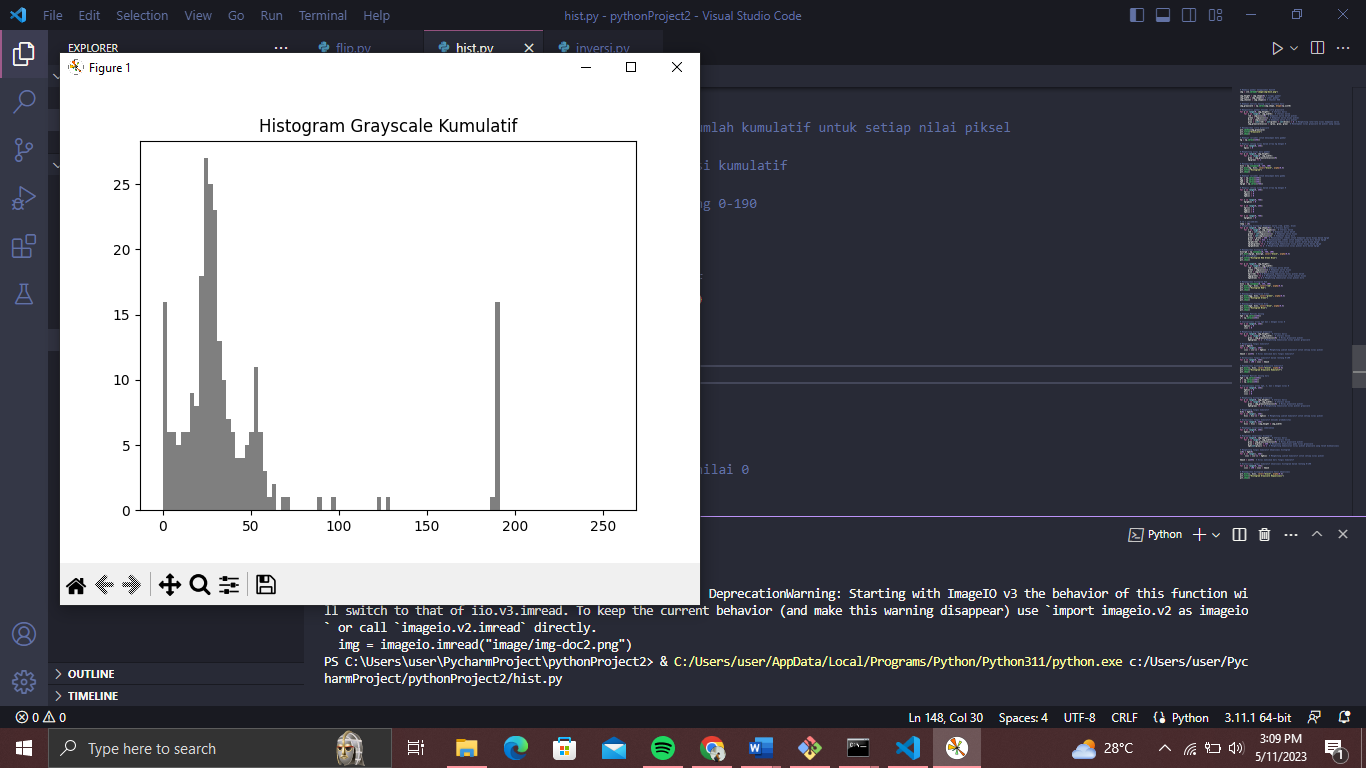 File Edit Selection View Go Run Terminal Help
hist.py - pythonProject2 - Visual Studio Code
EXPLORER
flip.py
hist.py
inversi.py
Figure 1
Histogram Grayscale Kumulatif
25
20
15
10
5
0
0 50 100 150 200 250
umlah kumulatif untuk setiap nilai piksel
si kumulatif
ng 0-190
nilai 0
Python
DeprecationWarning: Starting with ImageIO v3 the behavior of this function wi
ll switch to that of iio.v3.imread. To keep the current behavior (and make this warning disappear) use `import imageio.v2 as imageio
` or call `imageio.v2.imread` directly.
img = imageio.imread("image/img-doc2.png")
PS C:\Users\user\PycharmProject\pythonProject2> & C:/Users/user/AppData/Local/Programs/Python/Python311/python.exe c:/Users/user/Pyc
harmProject/pythonProject2/hist.py
OUTLINE
TIMELINE
0 0
Ln 148, Col 30 Spaces: 4 UTF-8 CRLF Python 3.11.1 64-bit
Type here to search
28°C
3:09 PM
5/11/2023
1